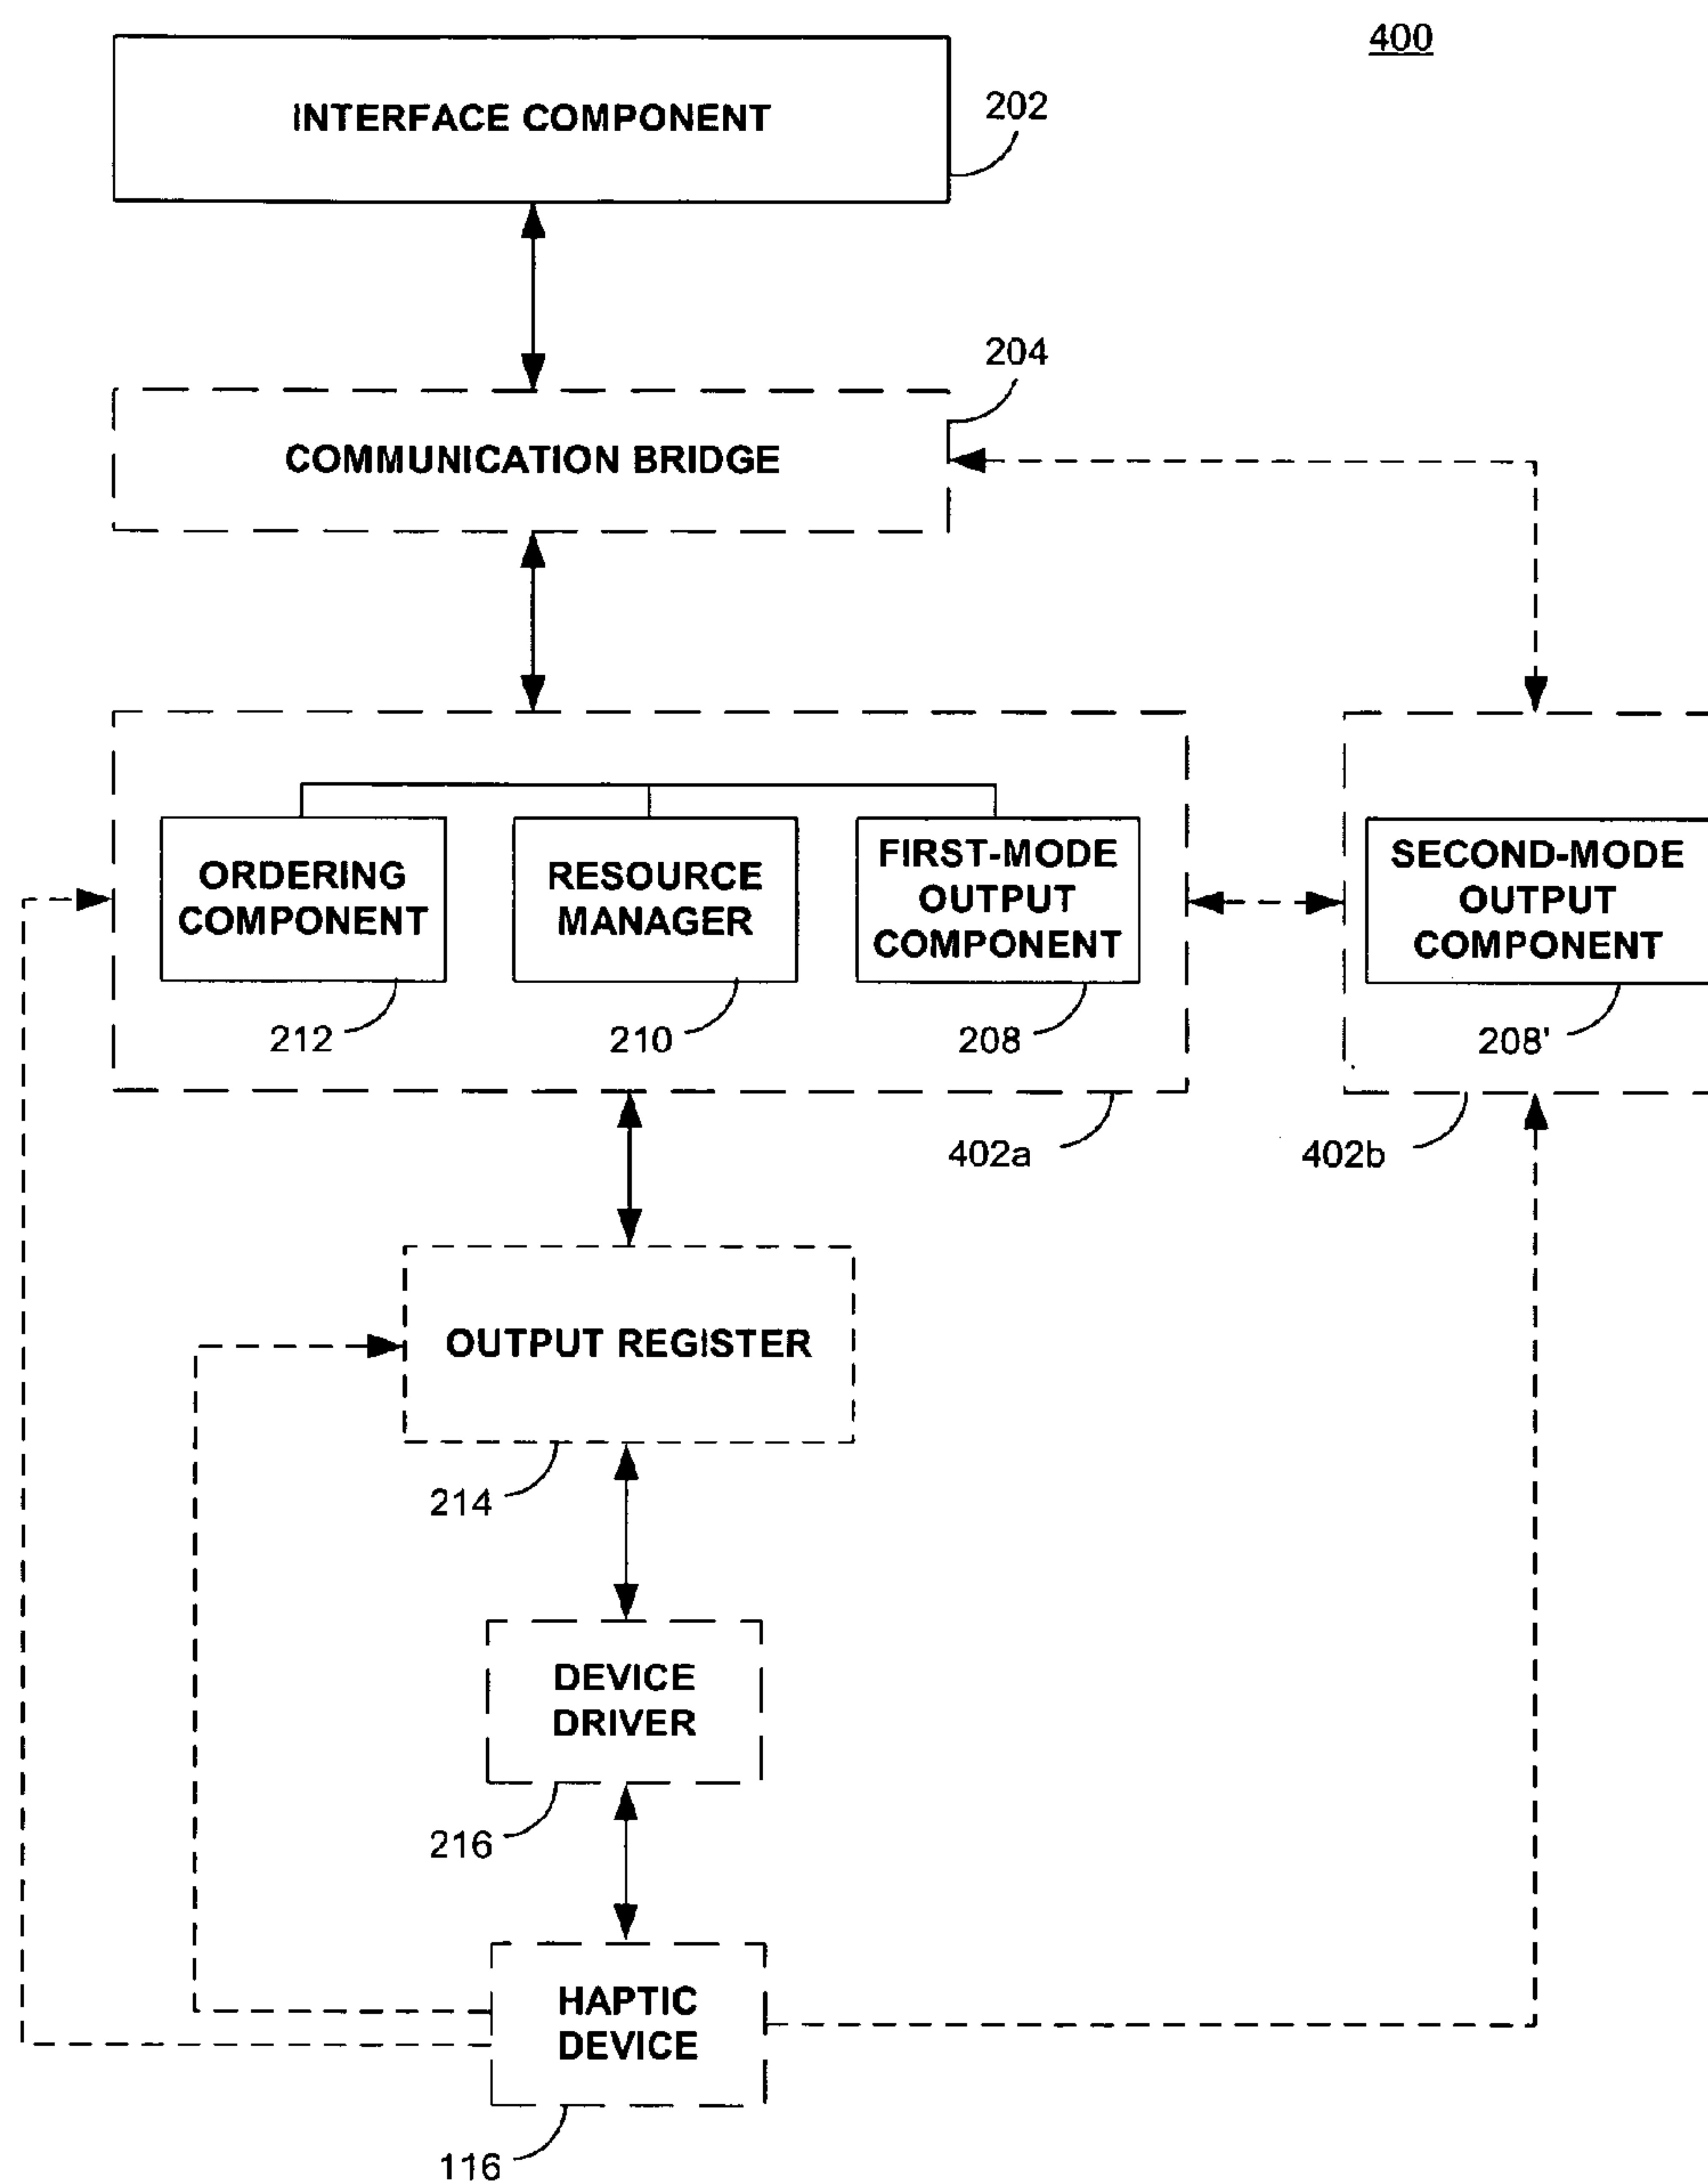 400
INTERFACE COMPONENT
202
204
COMMUNICATION BRIDGE
ORDERING
COMPONENT
212
RESOURCE
MANAGER
210
FIRST-MODE
OUTPUT
COMPONENT
208
SECOND-MODE
OUTPUT
COMPONENT
208'
402a
402b
OUTPUT REGISTER
214
DEVICE
DRIVER
216
HAPTIC
DEVICE
116